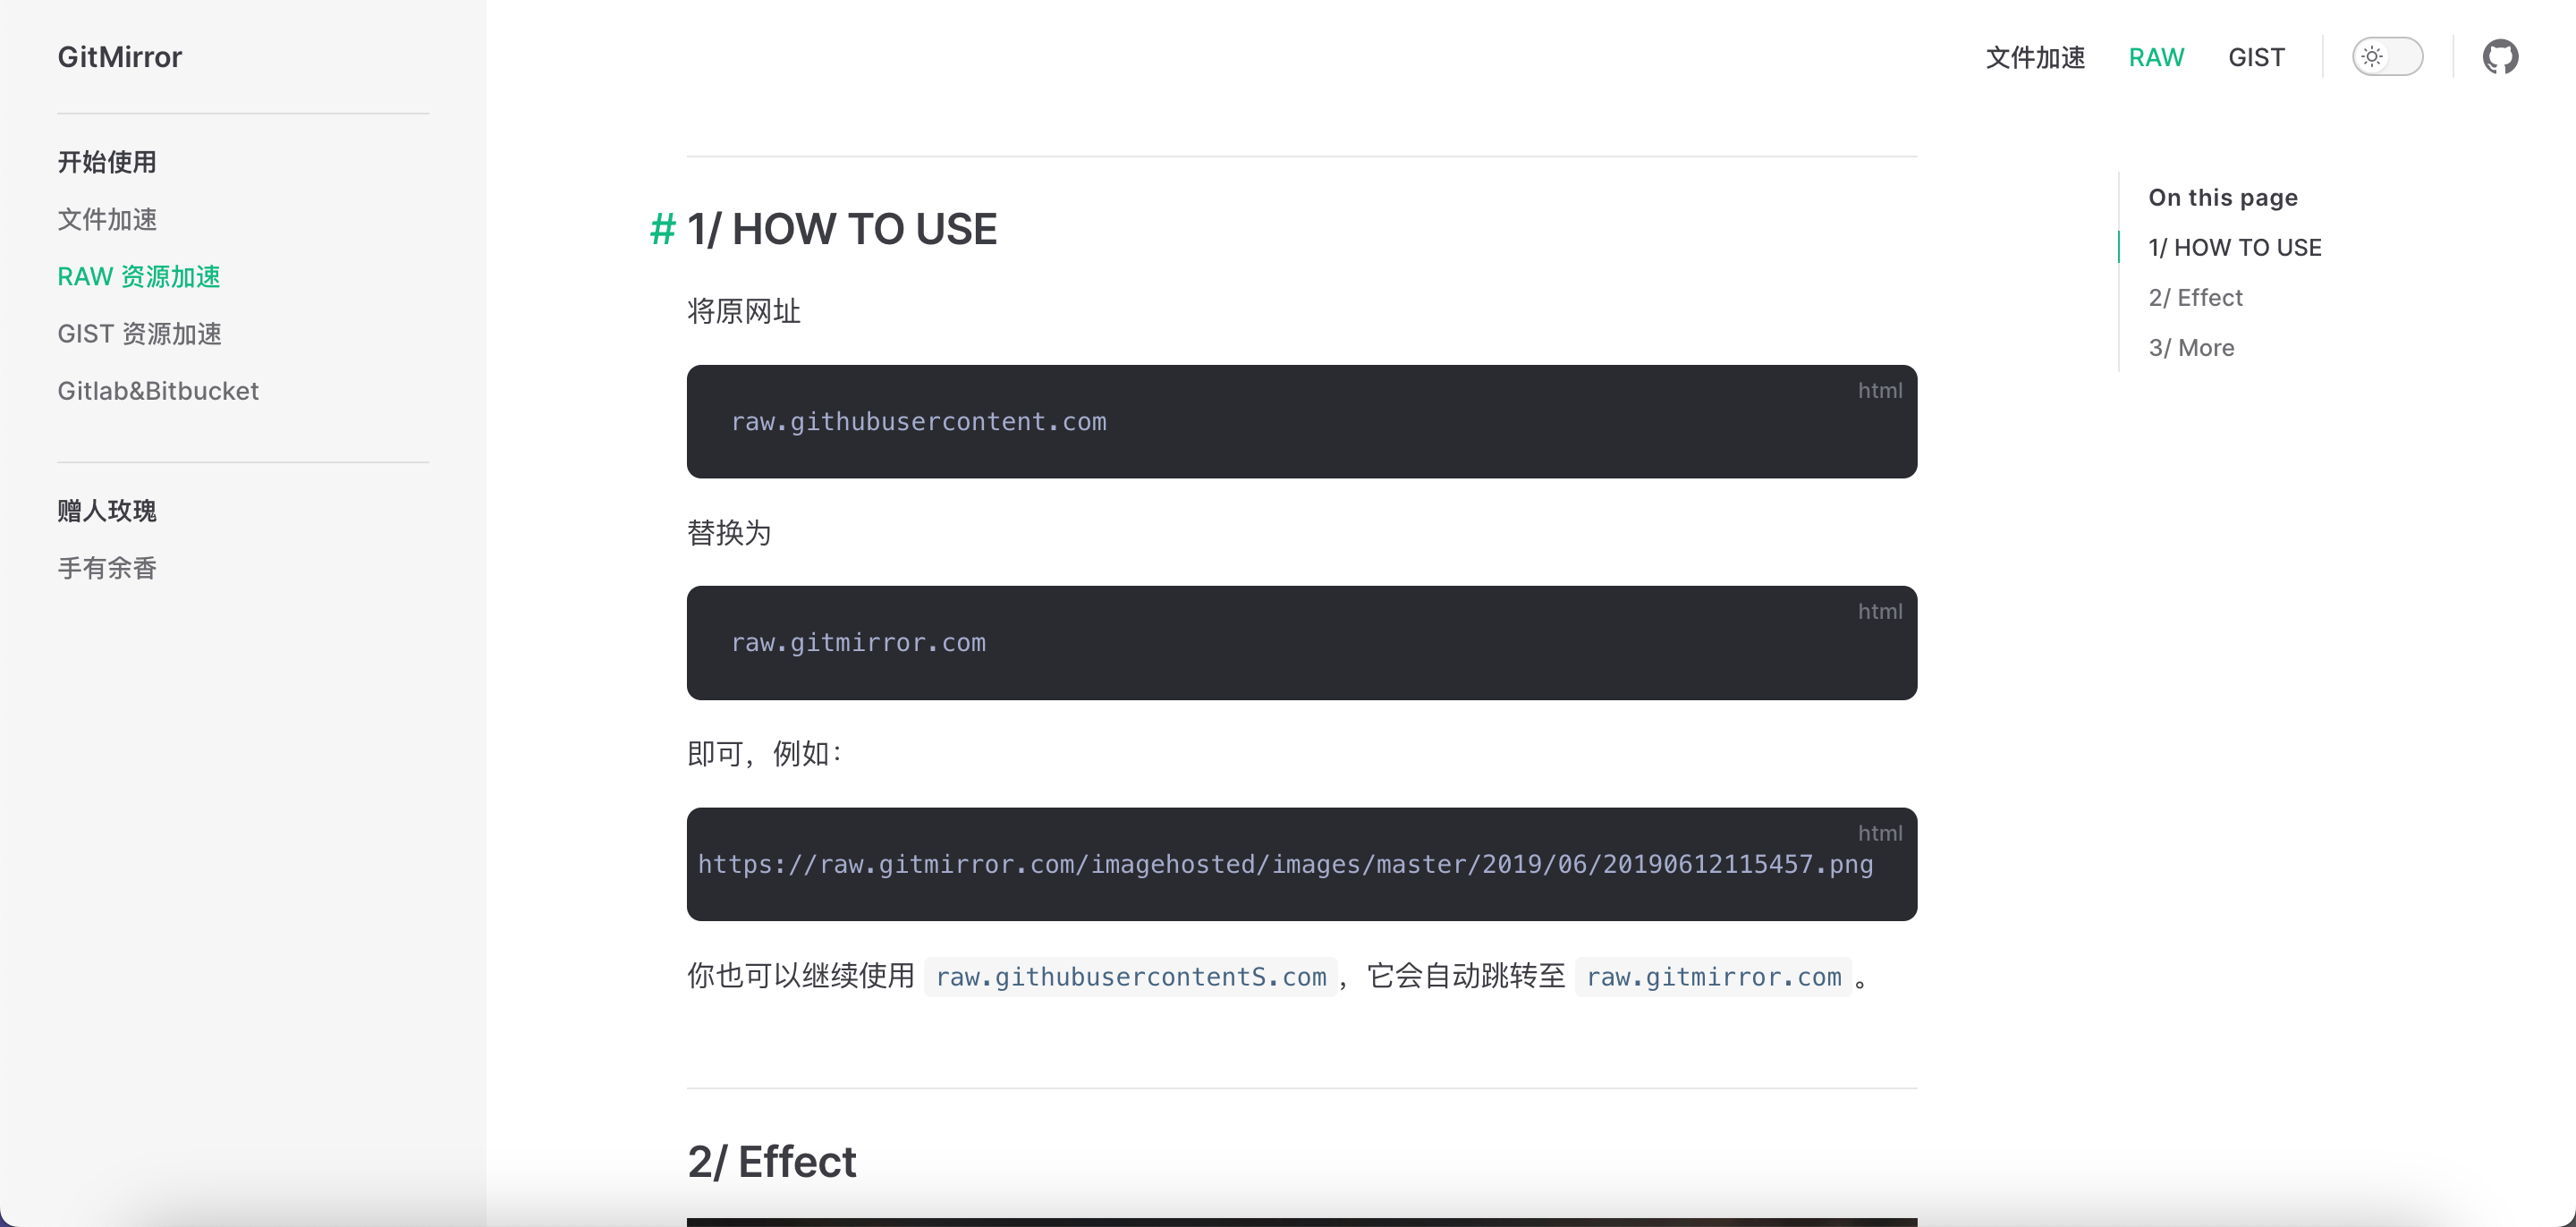 GitMirror
文件加速
RAW
GIST
开始使用
文件加速
RAW 资源加速
GIST 资源加速
Gitlab&Bitbucket
赠人玫瑰
手有余香
# 1/ HOW TO USE
将原网址
html
raw.githubusercontent.com
替换为
html
raw.gitmirror.com
即可，例如：
html
https://raw.gitmirror.com/imagehosted/images/master/2019/06/20190612115457.png
你也可以继续使用 raw.githubusercontentS.com，它会自动跳转至 raw.gitmirror.com。
2/ Effect
On this page
1/ HOW TO USE
2/ Effect
3/ More